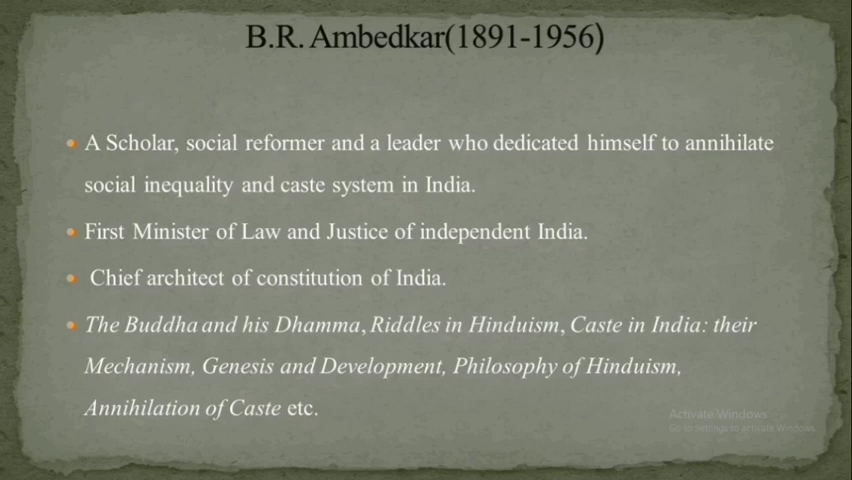 B.R. Ambedkar(1891-1956)
• A Scholar, social reformer and a leader who dedicated himself to annihilate
social inequality and caste system in India.
• First Minister of Law and Justice of independent India.
• Chief architect of constitution of India.
• The Buddha and his Dhamma, Riddles in Hinduism, Caste in India: their
Mechanism, Genesis and Development, Philosophy of Hinduism,
Annihilation of Caste etc.
Activate Windows
Go to Settings to activate Windows.